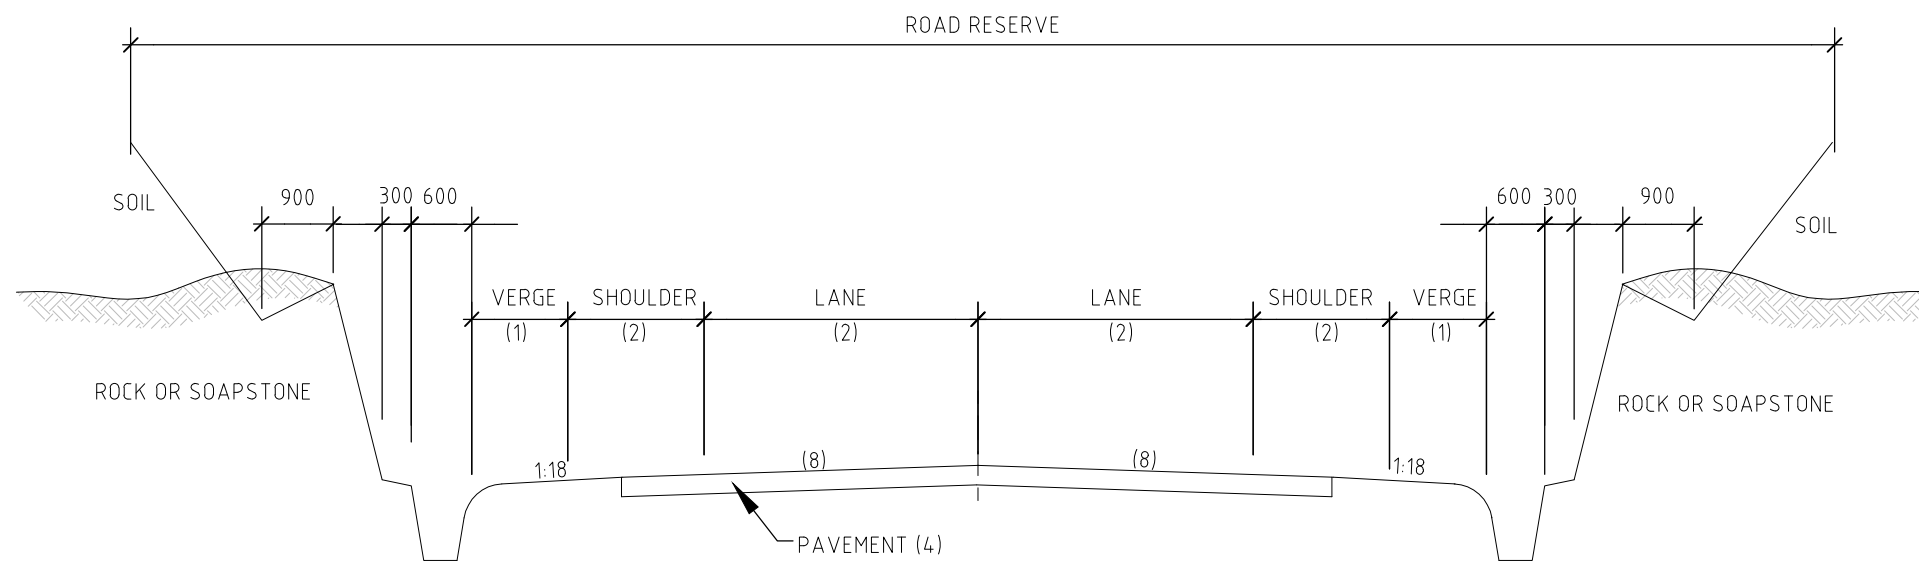 ROAD RESERVE
SOIL
900
300
600
600
300
900
SOIL
VERGE
SHOULDER
LANE
LANE
SHOULDER
VERGE
(1)
(2)
(2)
(2)
(2)
(1)
ROCK OR SOAPSTONE
ROCK OR SOAPSTONE
1:18
(8)
(8)
1:18
PAVEMENT (4)